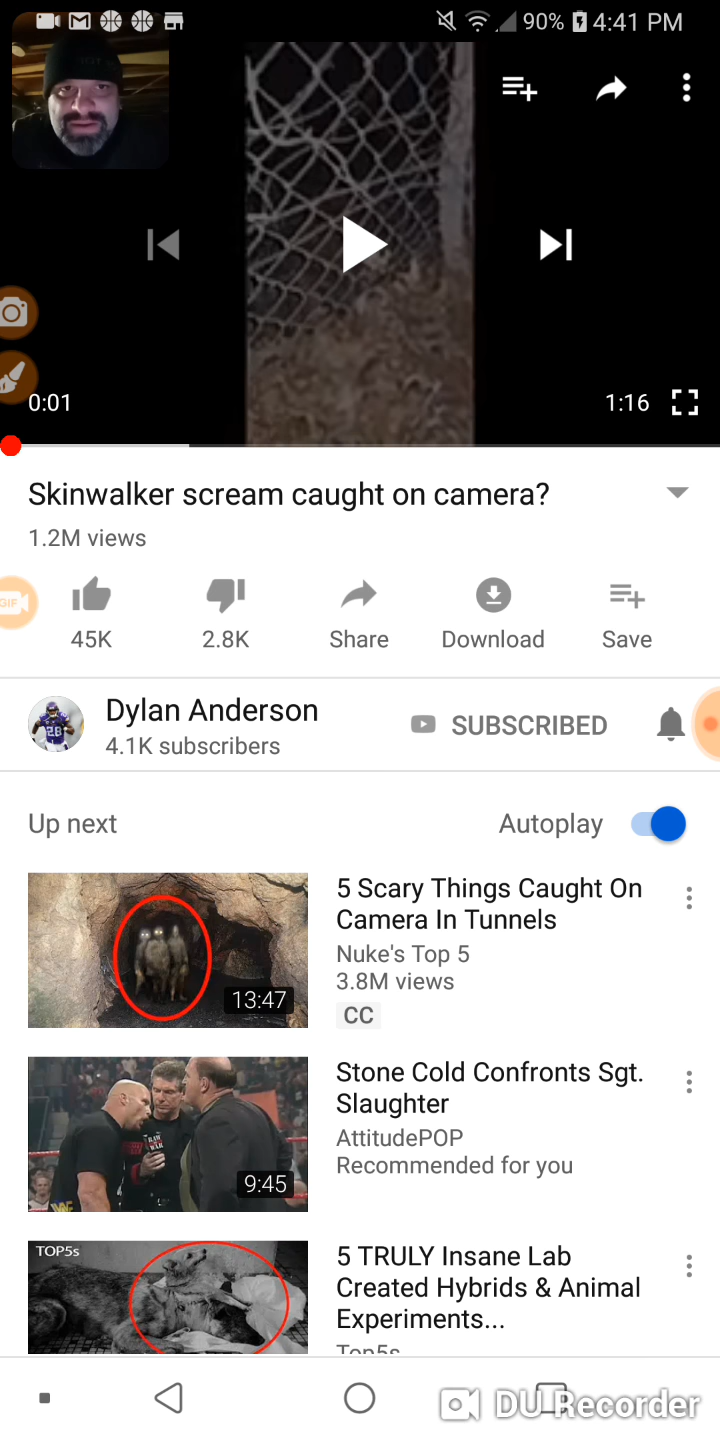 90% 4:41 PM
0:01
1:16
Skinwalker scream caught on camera?
1.2M views
GIF
45K
2.8K
Share
Download
Save
Dylan Anderson
4.1K subscribers
SUBSCRIBED
Up next
Autoplay
13:47
5 Scary Things Caught On
Camera In Tunnels
Nuke's Top 5
3.8M views
CC
9:45
Stone Cold Confronts Sgt.
Slaughter
AttitudePOP
Recommended for you
TOP5s
5 TRULY Insane Lab
Created Hybrids & Animal
Experiments...
Top5s
DU Recorder